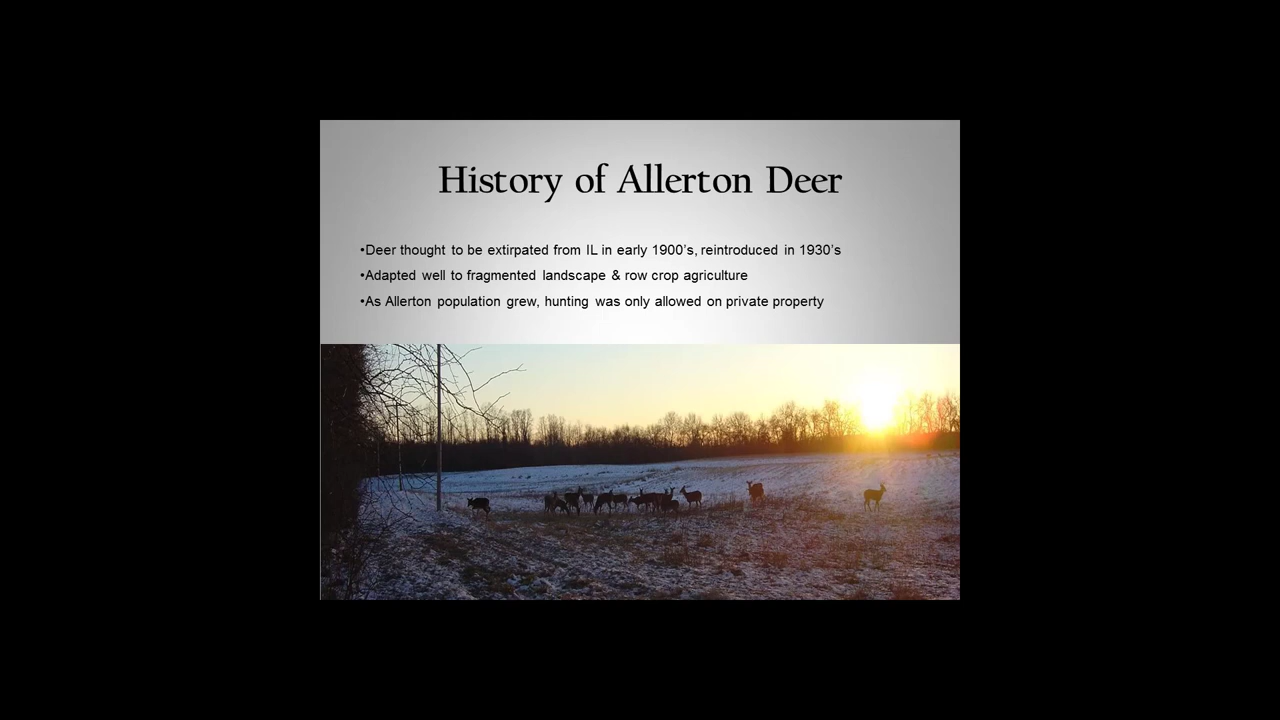 History of Allerton Deer
•Deer thought to be extirpated from IL in early 1900's, reintroduced in 1930's
•Adapted well to fragmented landscape & row crop agriculture
•As Allerton population grew, hunting was only allowed on private property